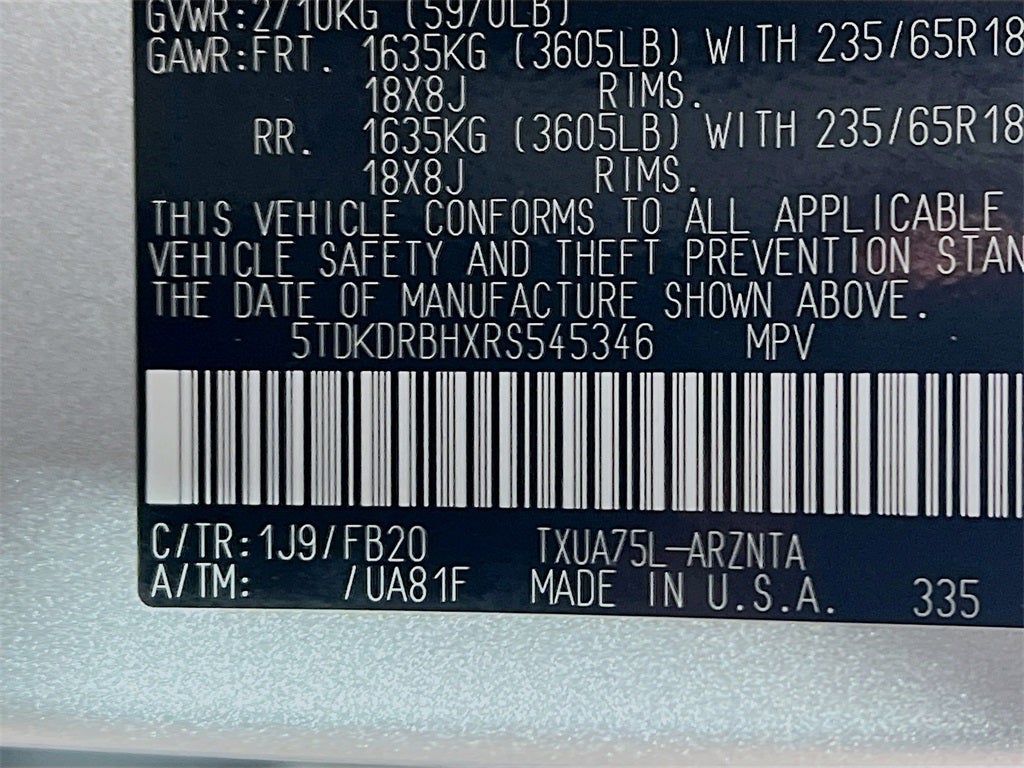 GVWR:2710KG (5970LB)
GAWR:FRT. 1635KG (3605LB) WITH 235/65R18
18X8J RIMS.
RR. 1635KG (3605LB) WITH 235/65R18
18X8J RIMS.
THIS VEHICLE CONFORMS TO ALL APPLICABLE
VEHICLE SAFETY AND THEFT PREVENTION STAN
THE DATE OF MANUFACTURE SHOWN ABOVE.
5TDKDRBHXRS545346 MPV
C/TR:1J9/FB20 TXUA75L-ARZNTA
A/TM: /UA81F MADE IN U.S.A. 335